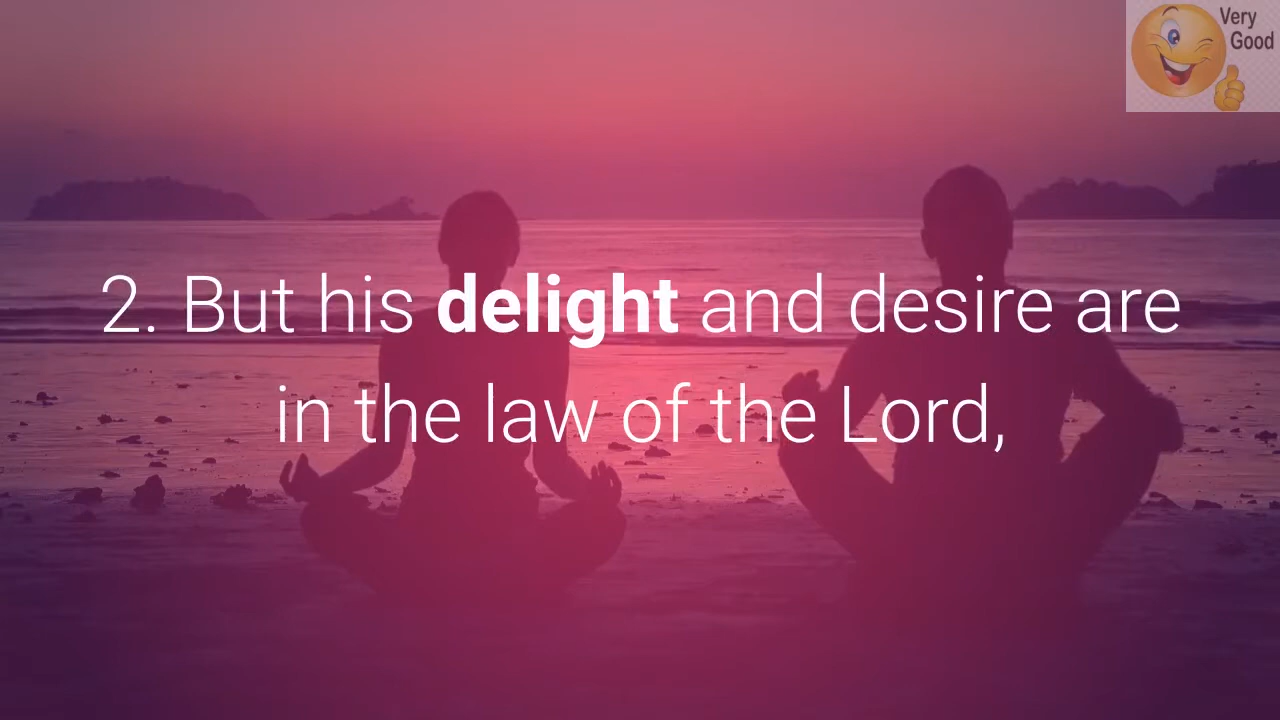 Very
Good
2. But his delight and desire are
in the law of the Lord,